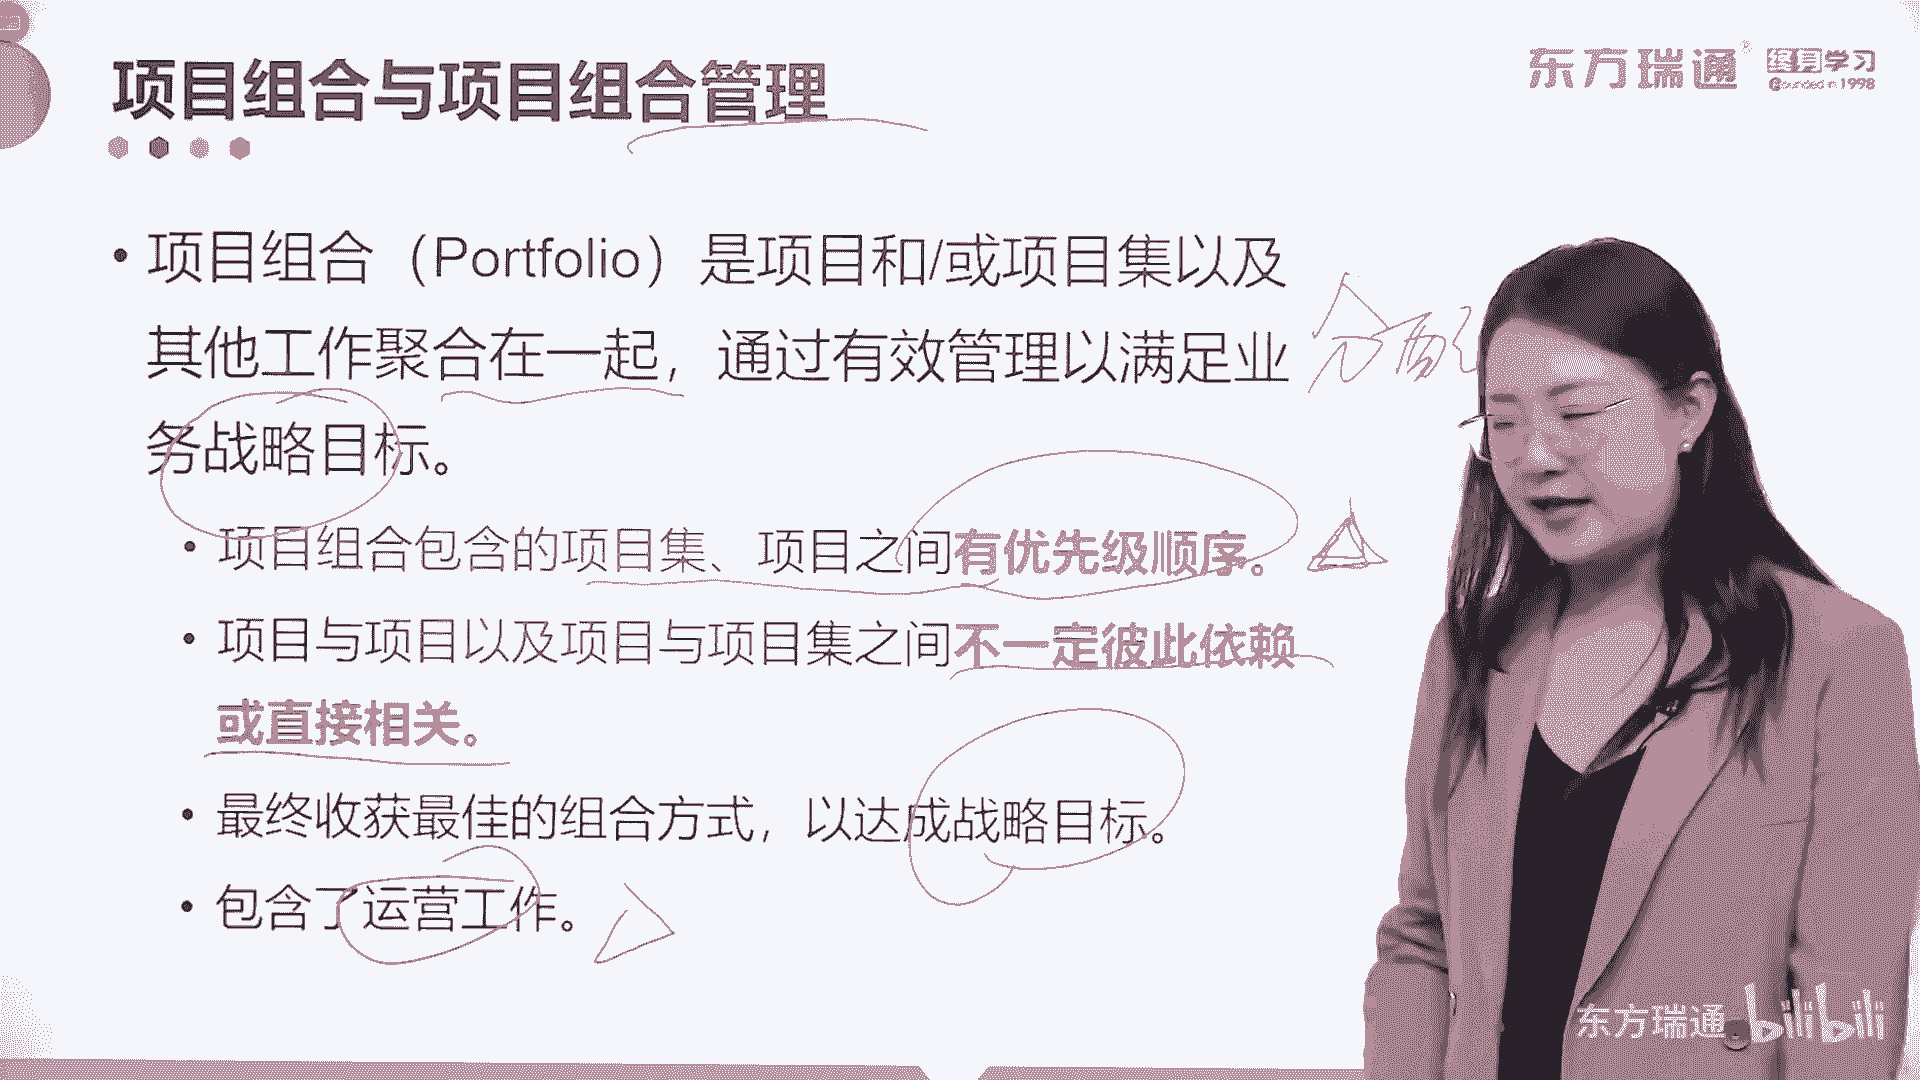 项目组合与项目组合管理
东方瑞通® 终身学习
Founded in 1998
• 项目组合（Portfolio）是项目和/或项目集以及
其他工作聚合在一起，通过有效管理以满足业
务战略目标。
分配
• 项目组合包含的项目集、项目之间有优先级顺序。
• 项目与项目以及项目与项目集之间不一定彼此依赖
或直接相关。
• 最终收获最佳的组合方式，以达成战略目标。
• 包含了运营工作。
东方瑞通 bilibili